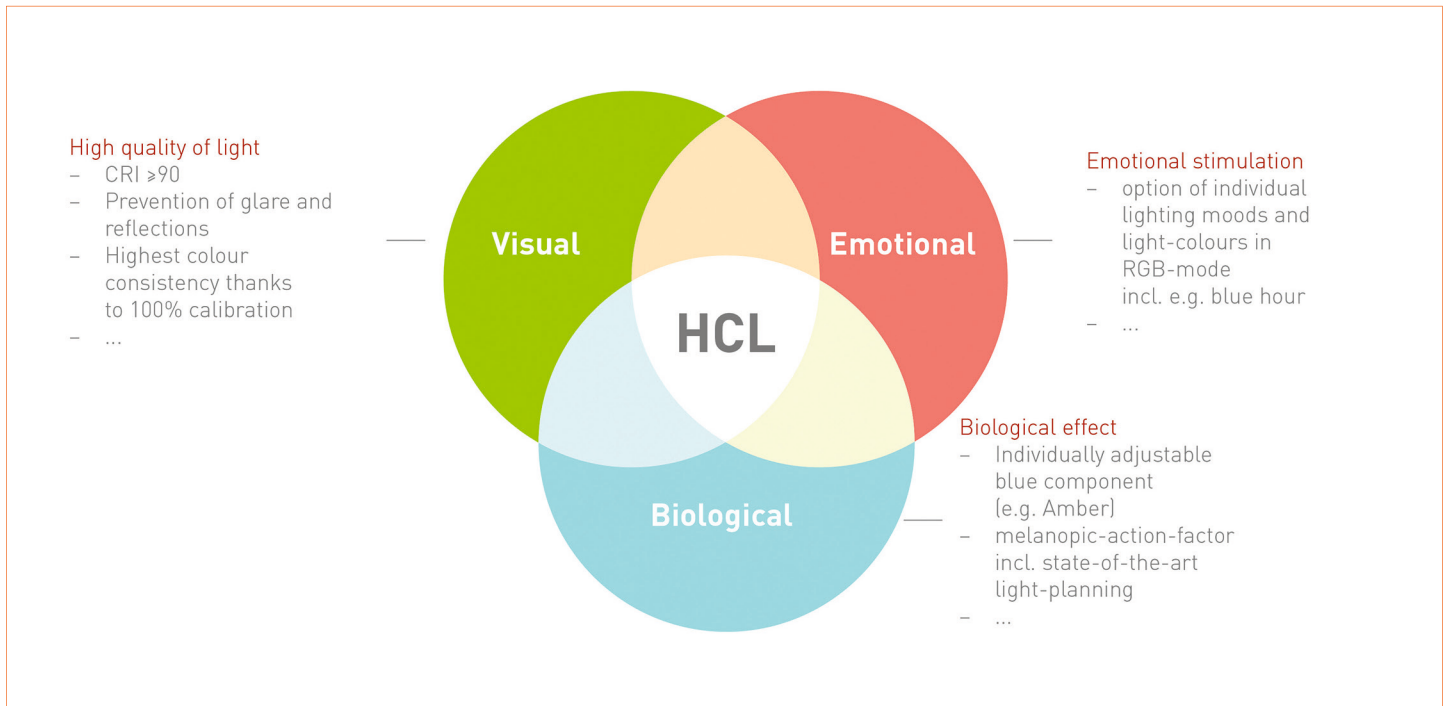 High quality of light
– CRI ≥90
– Prevention of glare and
reflections
– Highest colour
consistency thanks
to 100% calibration
– ...
Visual
Emotional
HCL
Biological
Emotional stimulation
– option of individual
lighting moods and
light-colours in
RGB-mode
incl. e.g. blue hour
– ...
Biological effect
– Individually adjustable
blue component
(e.g. Amber)
– melanopic-action-factor
incl. state-of-the-art
light-planning
– ...